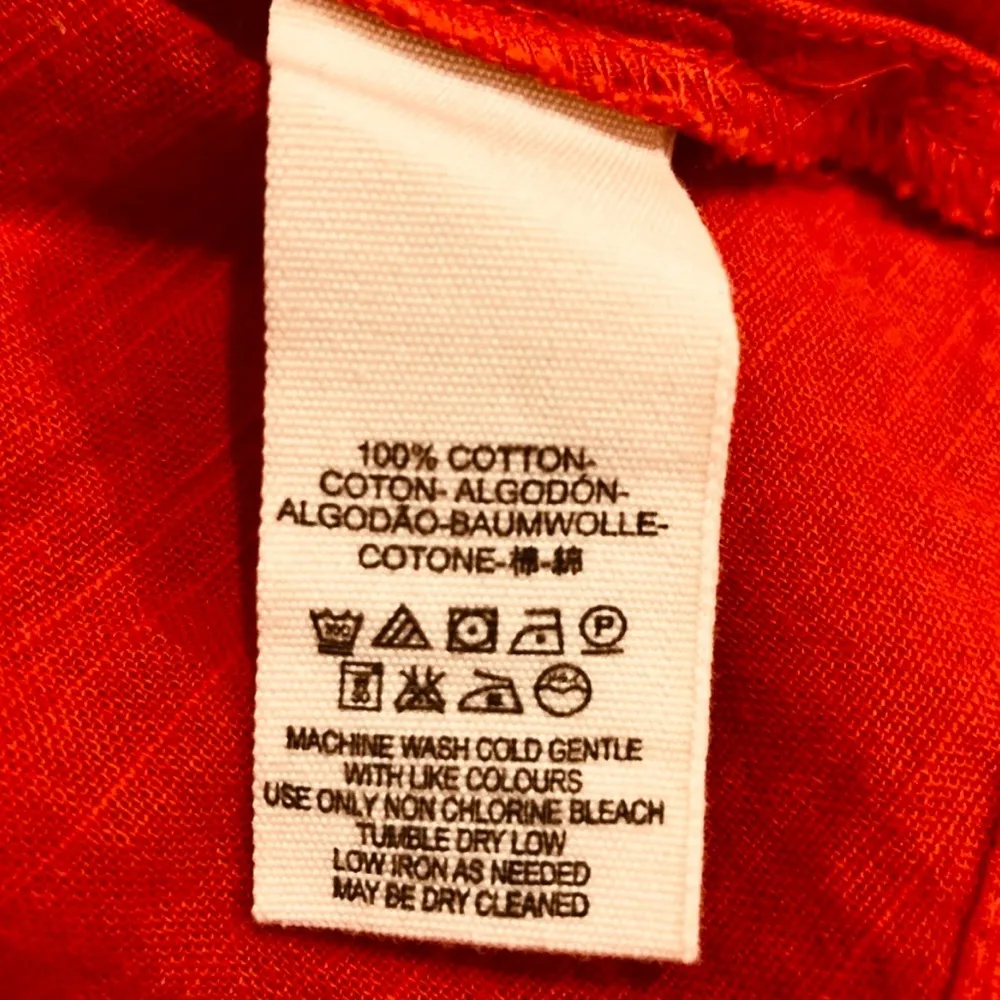 100% COTTON-
COTON- ALGODÓN-
ALGODÃO-BAUMWOLLE-
COTONE-棉-綿
P
MACHINE WASH COLD GENTLE
WITH LIKE COLOURS
USE ONLY NON CHLORINE BLEACH
TUMBLE DRY LOW
LOW IRON AS NEEDED
MAY BE DRY CLEANED